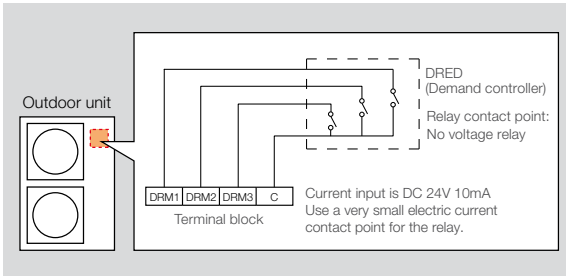 Outdoor unit
DRED
(Demand controller)
Relay contact point:
No voltage relay
DRM1 DRM2 DRM3 C
Terminal block
Current input is DC 24V 10mA
Use a very small electric current
contact point for the relay.